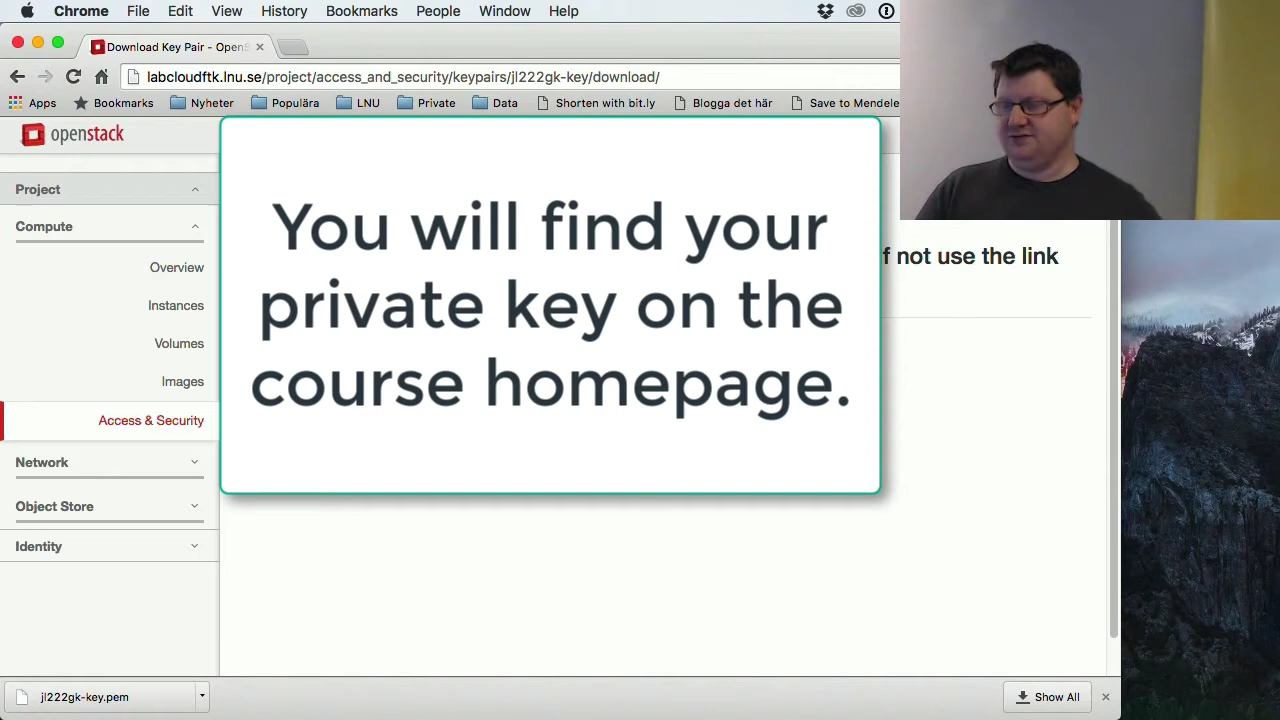 Chrome File Edit View History Bookmarks People Window Help
Download Key Pair - OpenS
labcloudftk.lnu.se/project/access_and_security/keypairs/jl222gk-key/download/
Apps Bookmarks Nyheter Populära LNU Private Data Shorten with bit.ly Blogga det här Save to Mendele
openstack
Project
Compute
Overview
Instances
Volumes
Images
Access & Security
Network
Object Store
Identity
You will find your
private key on the
course homepage.
f not use the link
jl222gk-key.pem
Show All